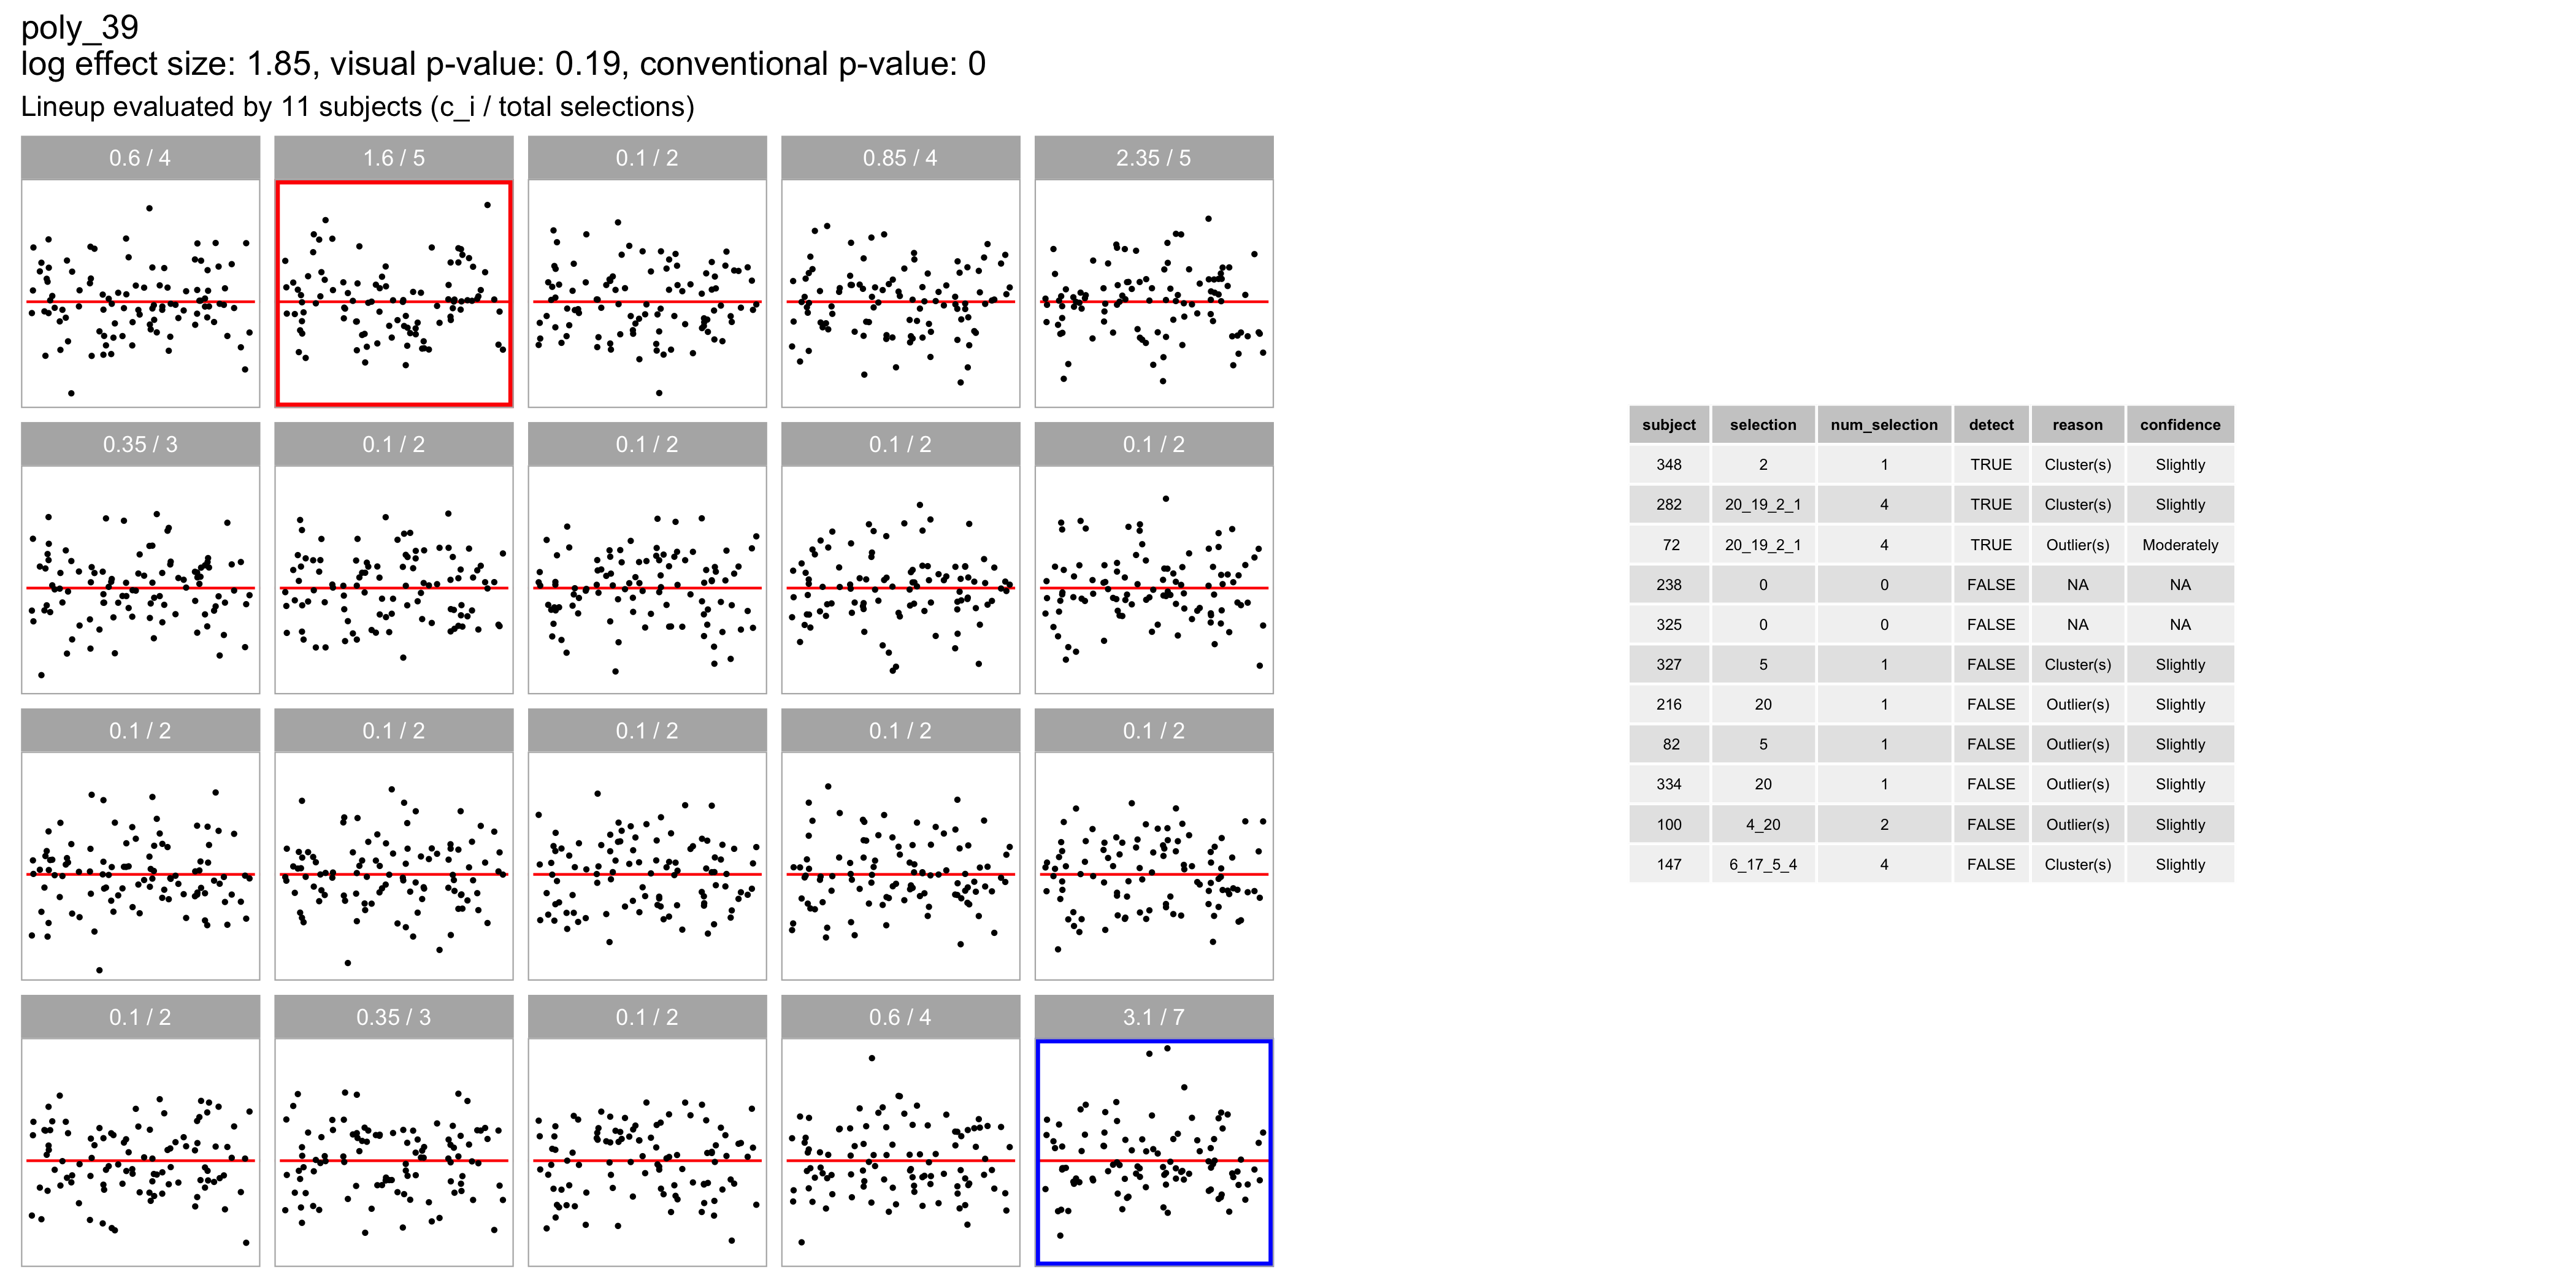 poly_39
log effect size: 1.85, visual p-value: 0.19, conventional p-value: 0
Lineup evaluated by 11 subjects (c_i / total selections)
0.6 / 4 1.6 / 5 0.1 / 2 0.85 / 4 2.35 / 5
0.35 / 3 0.1 / 2 0.1 / 2 0.1 / 2 0.1 / 2
0.1 / 2 0.1 / 2 0.1 / 2 0.1 / 2 0.1 / 2
0.1 / 2 0.35 / 3 0.1 / 2 0.6 / 4 3.1 / 7
subject selection num_selection detect reason confidence
348 2 1 TRUE Cluster(s) Slightly
282 20_19_2_1 4 TRUE Cluster(s) Slightly
72 20_19_2_1 4 TRUE Outlier(s) Moderately
238 0 0 FALSE NA NA
325 0 0 FALSE NA NA
327 5 1 FALSE Cluster(s) Slightly
216 20 1 FALSE Outlier(s) Slightly
82 5 1 FALSE Outlier(s) Slightly
334 20 1 FALSE Outlier(s) Slightly
100 4_20 2 FALSE Outlier(s) Slightly
147 6_17_5_4 4 FALSE Cluster(s) Slightly